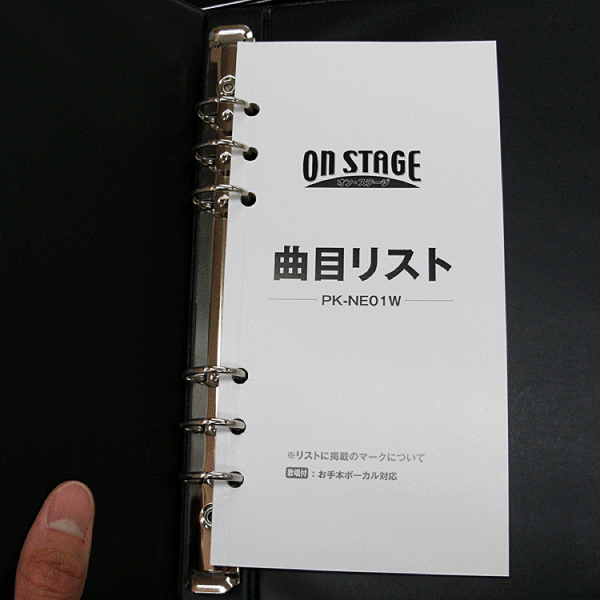 ON STAGE
オン・ステージ
曲目リスト
PK-NE01W
※リストに掲載のマークについて
歌唱付：お手本ボーカル対応